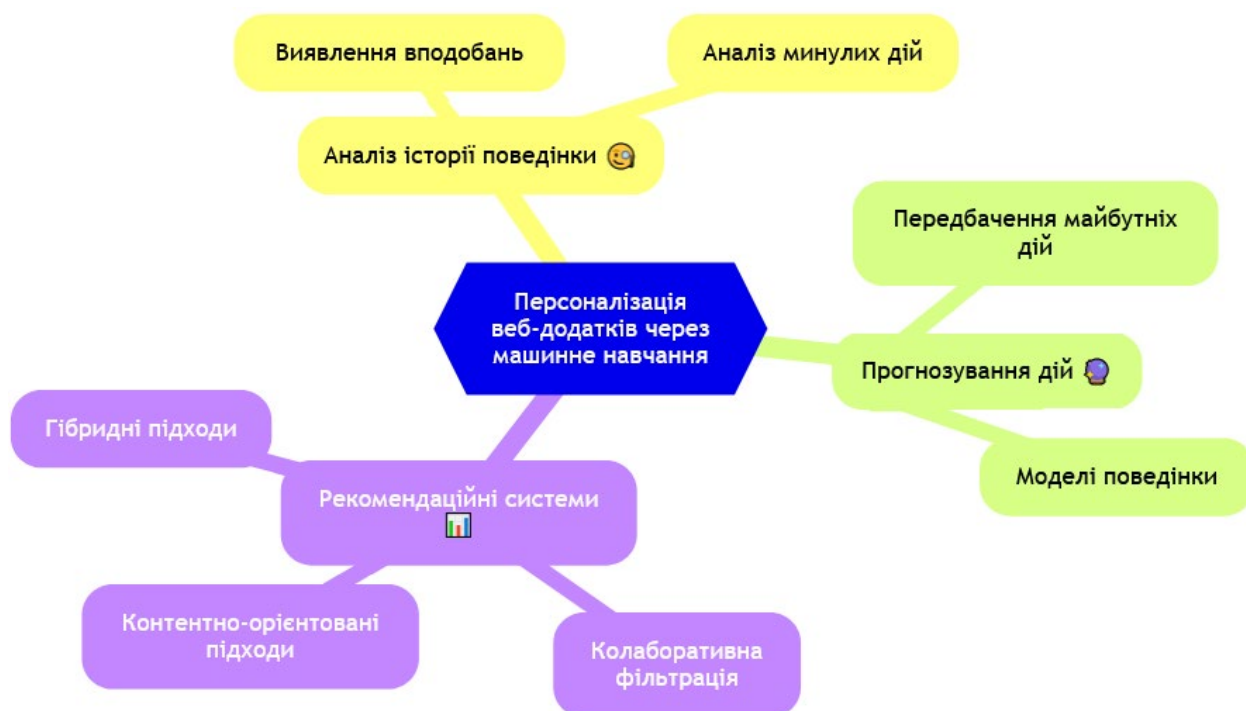 Виявлення вподобань
Аналіз минулих дій
Аналіз історії поведінки 🧐
Передбачення майбутніх
дій
Персоналізація
веб-додатків через
машинне навчання
Прогнозування дій 🔮
Гібридні підходи
Рекомендаційні системи
📊
Моделі поведінки
Контентно-орієнтовані
підходи
Колаборативна
фільтрація